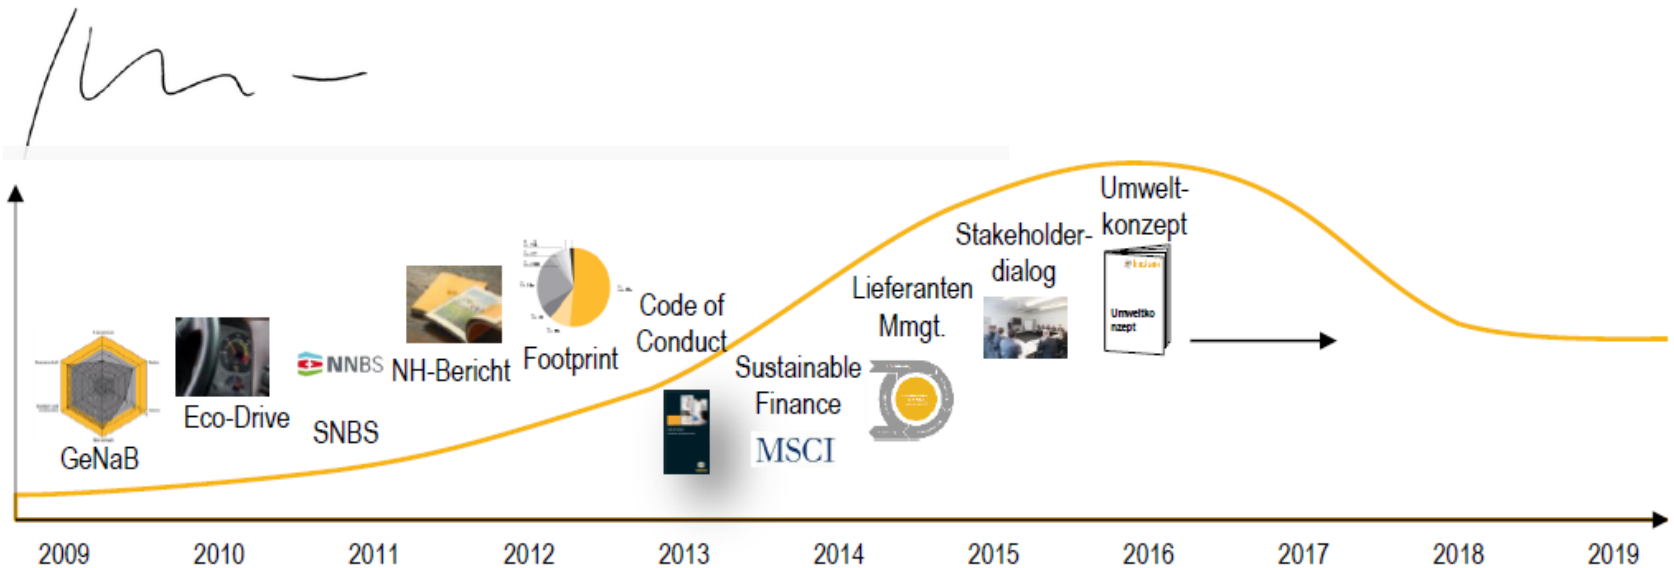 Umwelt-
konzept
Stakeholder-
dialog
Lieferanten
Mmgt.
Umweltko
nzept
Code of
Conduct
Sustainable
Finance
MSCI
Footprint
NH-Bericht
NNBS
SNBS
Eco-Drive
GeNaB
2009 2010 2011 2012 2013 2014 2015 2016 2017 2018 2019